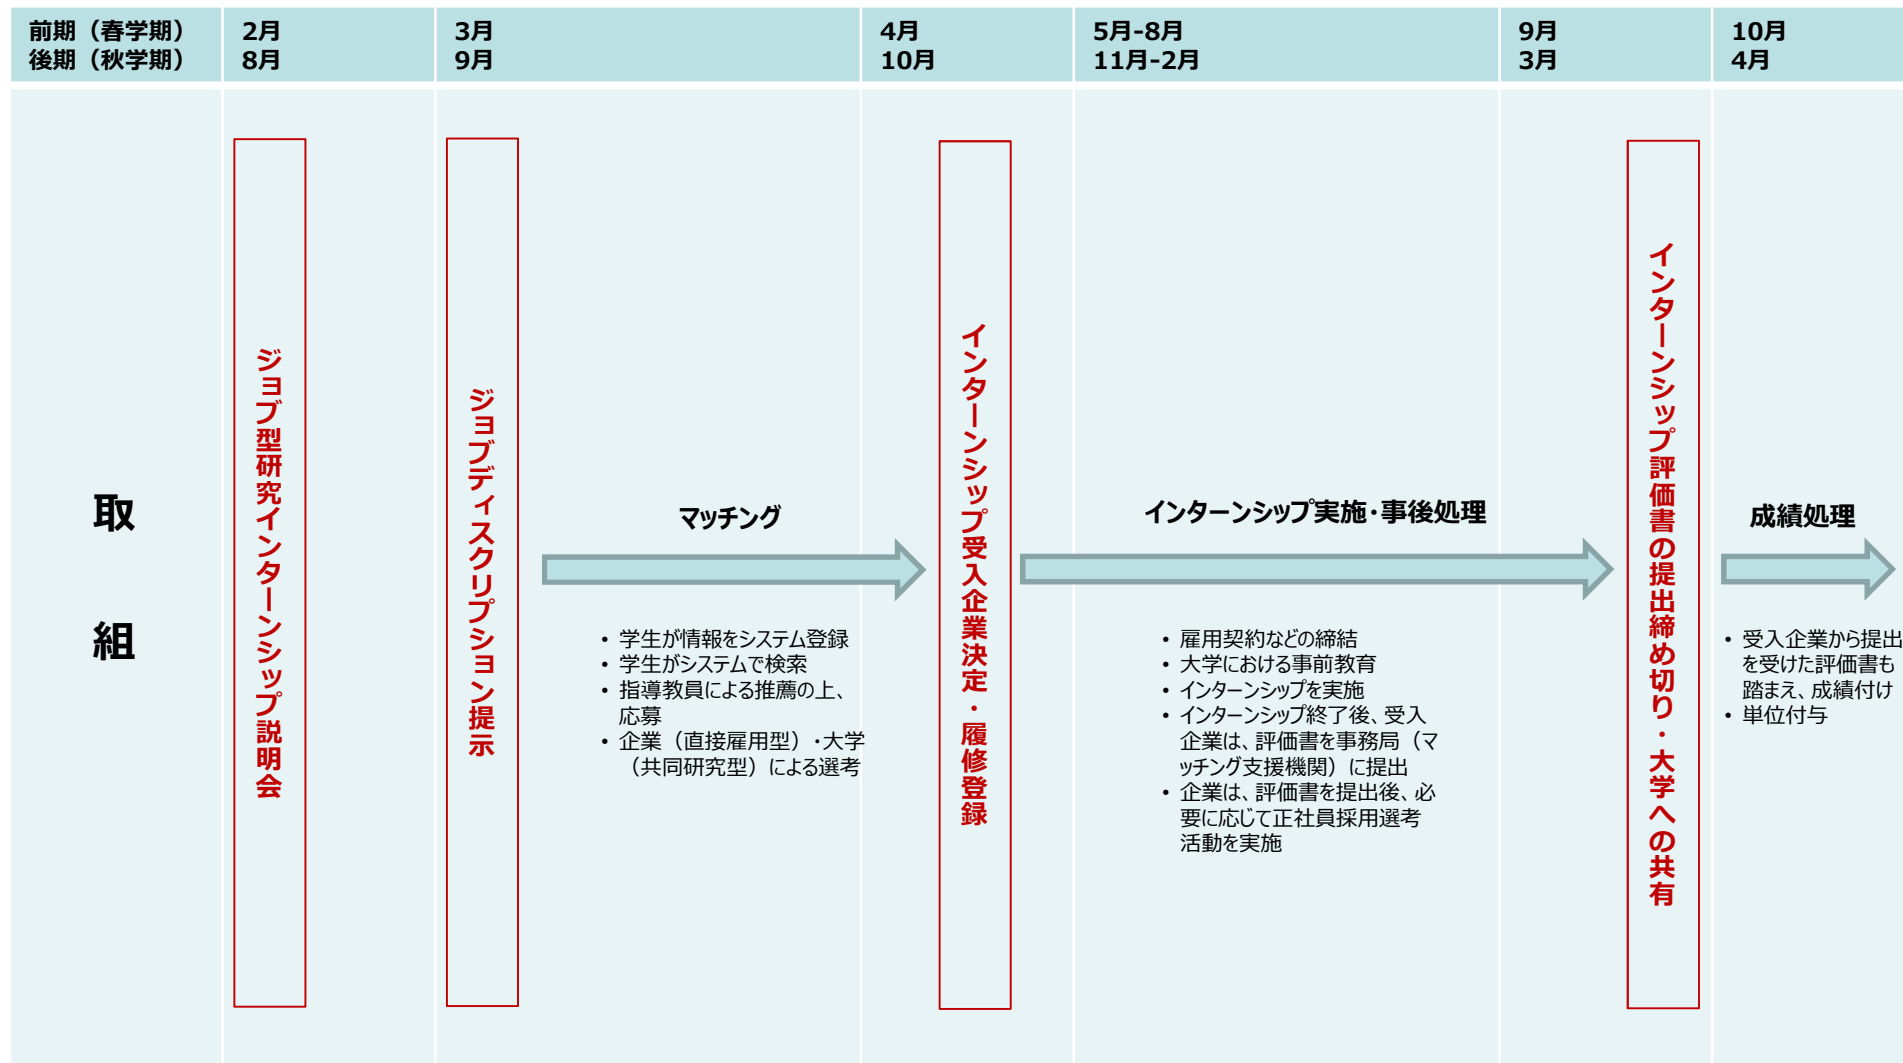 前期（春学期）
後期（秋学期）
2月
8月
3月
9月
4月
10月
5月-8月
11月-2月
9月
3月
10月
4月
取
組
ジョブ型研究インターンシップ説明会
ジョブディスクリプション提示
マッチング
• 学生が情報をシステム登録
• 学生がシステムで検索
• 指導教員による推薦の上、
応募
• 企業（直接雇用型）・大学
（共同研究型）による選考
インターンシップ受入企業決定・履修登録
インターンシップ実施・事後処理
• 雇用契約などの締結
• 大学における事前教育
• インターンシップを実施
• インターンシップ終了後、受入
企業は、評価書を事務局（マ
ッチング支援機関）に提出
• 企業は、評価書を提出後、必
要に応じて正社員採用選考
活動を実施
インターンシップ評価書の提出締め切り・大学への共有
成績処理
• 受入企業から提出
を受けた評価書も
踏まえ、成績付け
• 単位付与